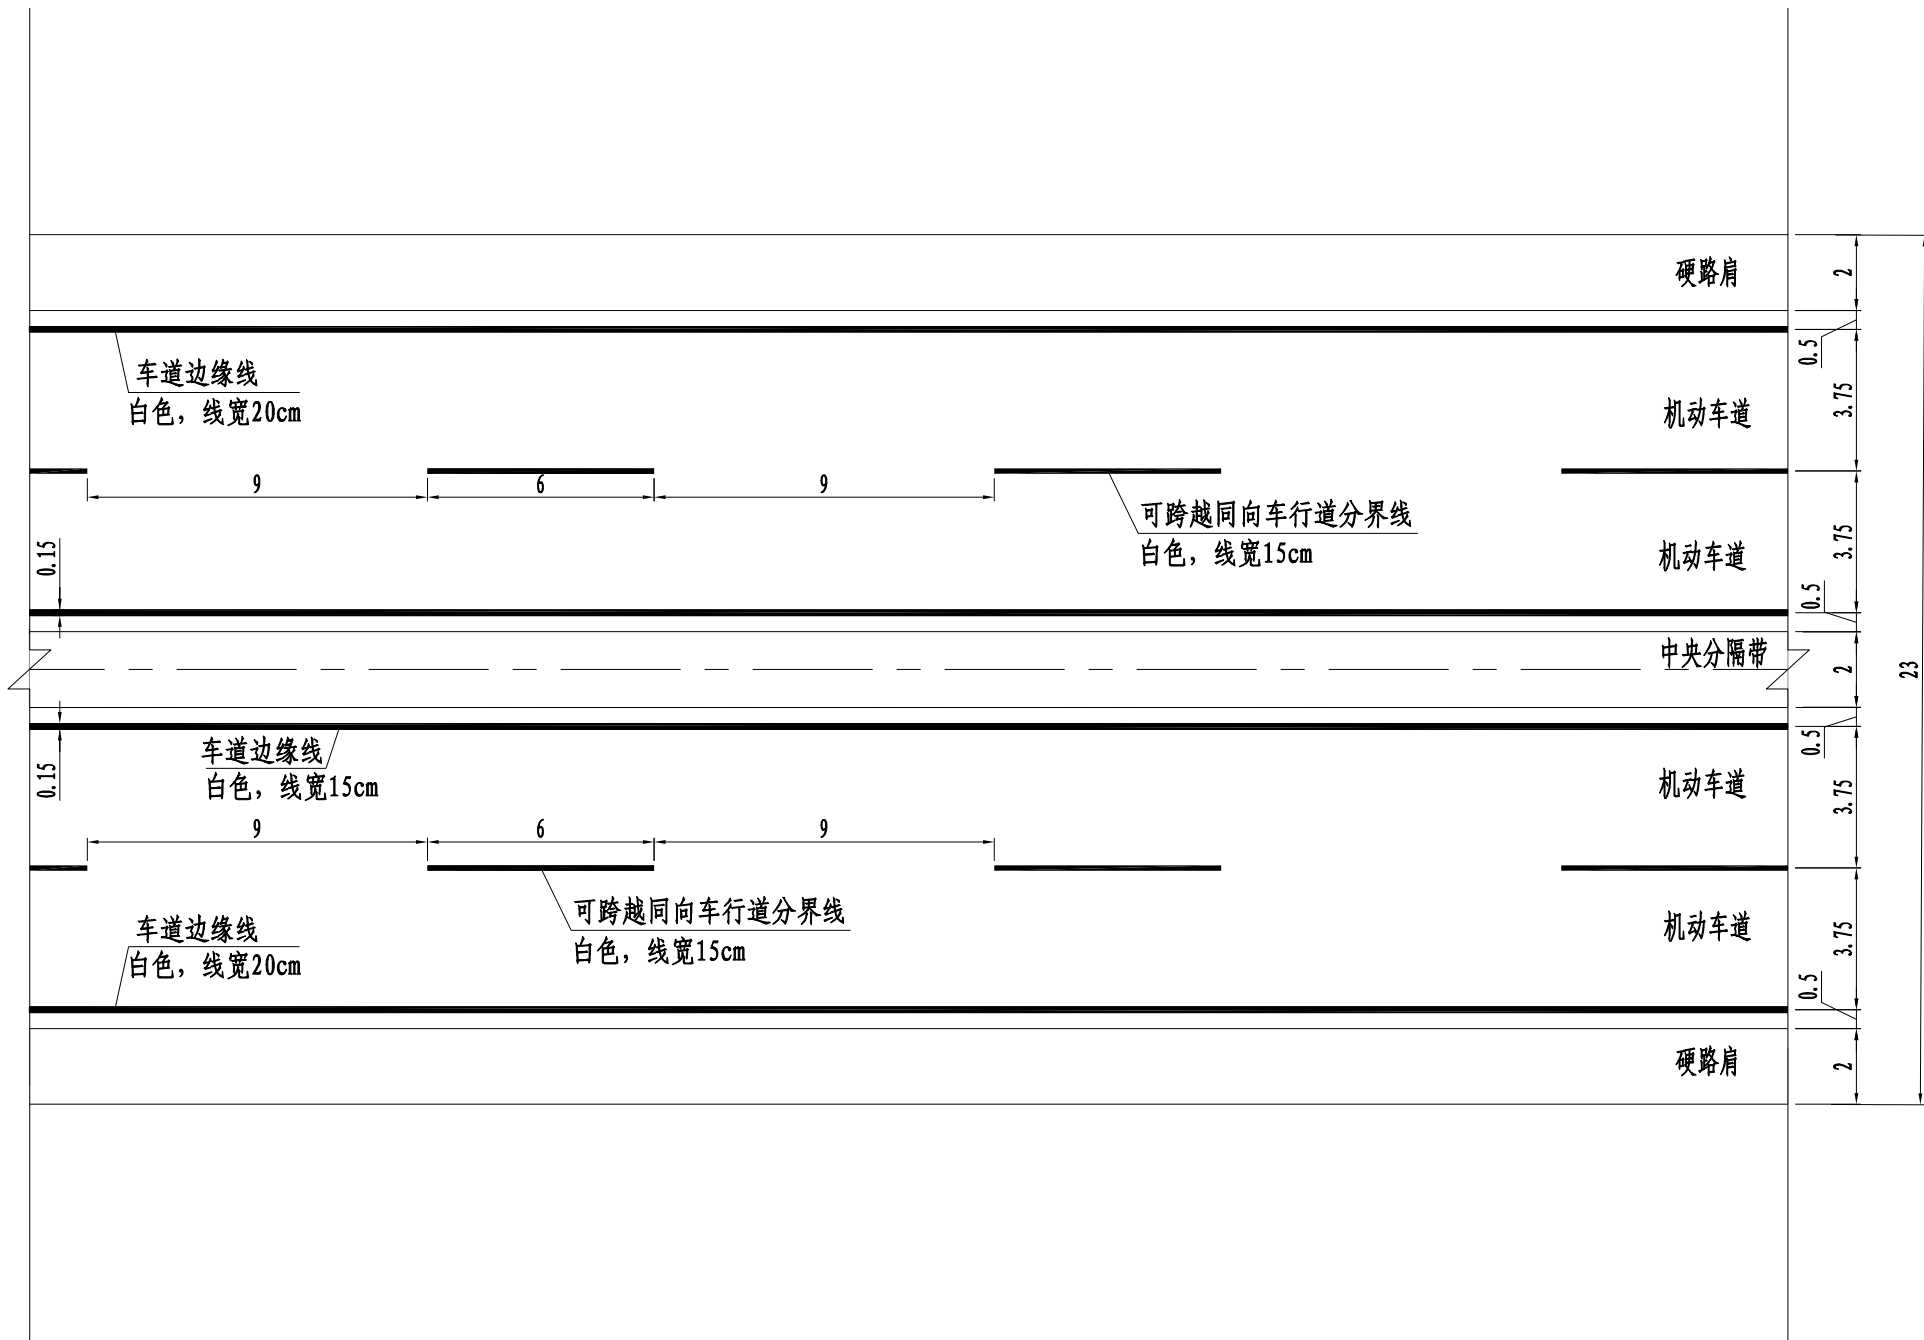 硬路肩
2
0.5
车道边缘线
白色，线宽20cm
机动车道
3.75
9
6
9
可跨越同向车行道分界线
白色，线宽15cm
0.15
机动车道
3.75
0.5
中央分隔带
2
23
0.5
车道边缘线
白色，线宽15cm
0.15
机动车道
3.75
9
6
9
可跨越同向车行道分界线
白色，线宽15cm
车道边缘线
白色，线宽20cm
机动车道
3.75
0.5
硬路肩
2